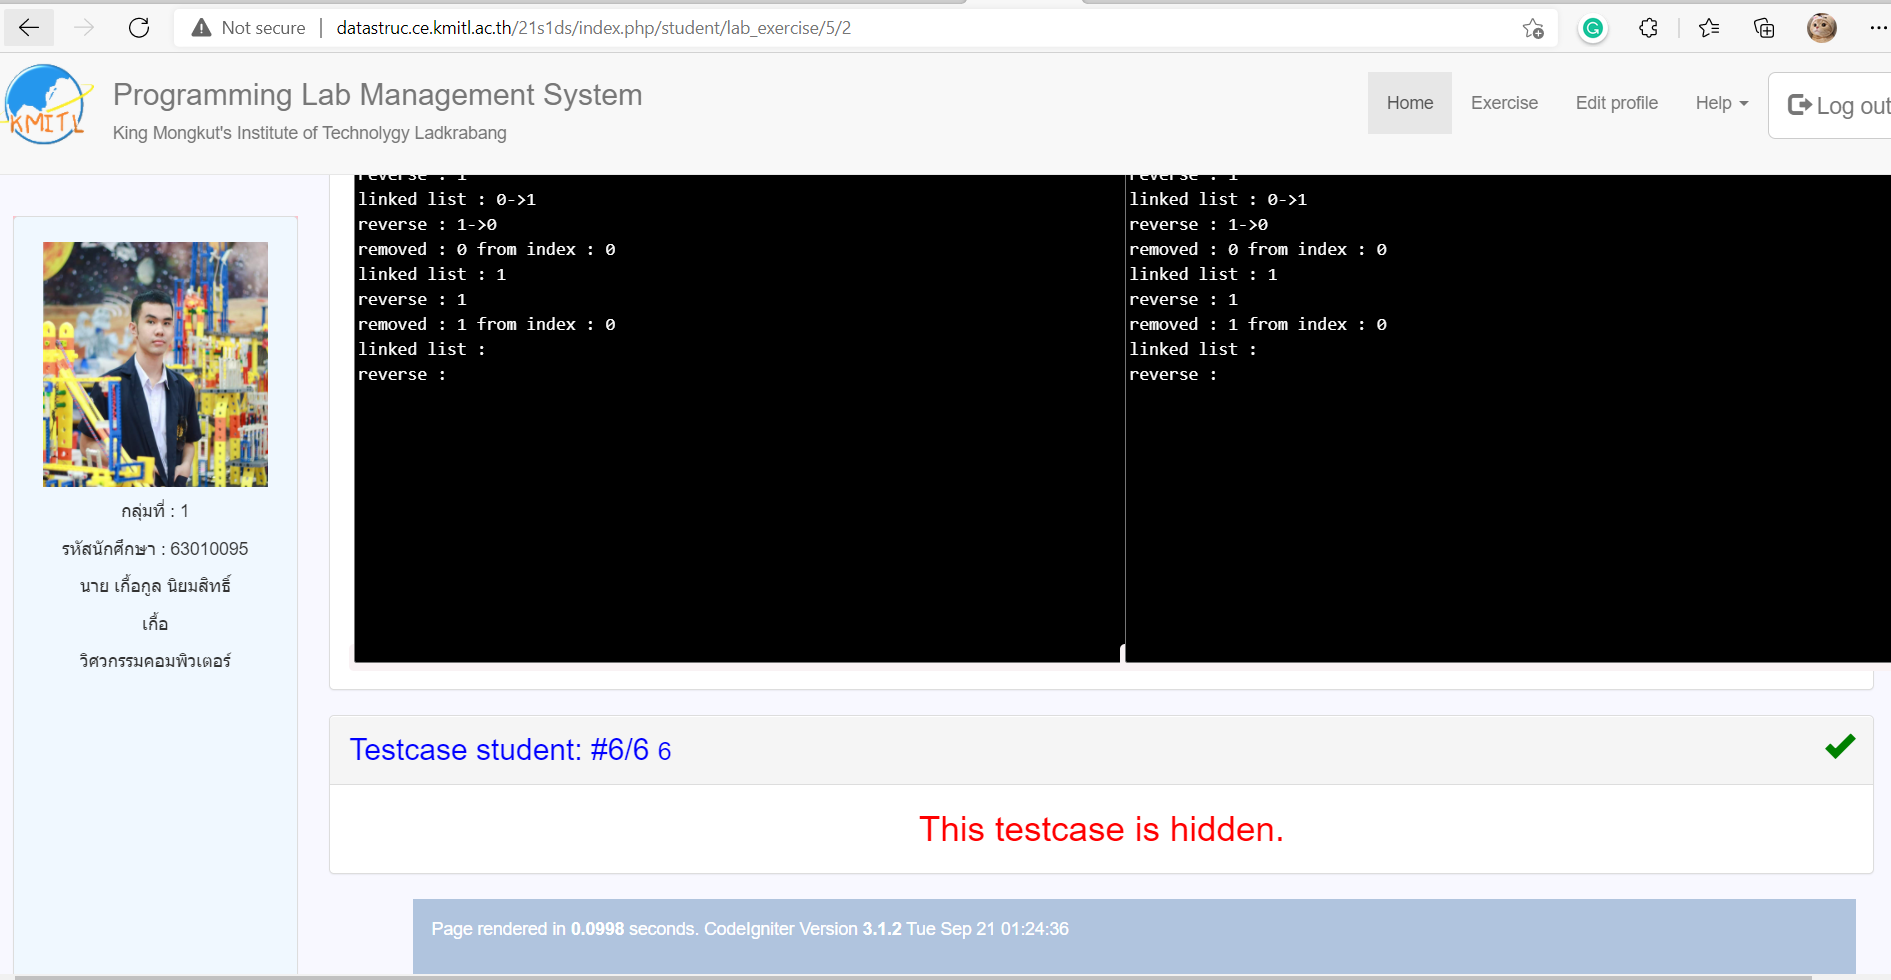 Not secure | datastruc.ce.kmitl.ac.th/21s1ds/index.php/student/lab_exercise/5/2
KMITL
Programming Lab Management System
King Mongkut's Institute of Technolygy Ladkrabang
Home Exercise Edit profile Help Log out
กลุ่มที่ : 1
รหัสนักศึกษา : 63010095
นาย เกื้อกูล นิยมสิทธิ์
เกื้อ
วิศวกรรมคอมพิวเตอร์
reverse : 1
linked list : 0->1
reverse : 1->0
removed : 0 from index : 0
linked list : 1
reverse : 1
removed : 1 from index : 0
linked list :
reverse :
reverse : 1
linked list : 0->1
reverse : 1->0
removed : 0 from index : 0
linked list : 1
reverse : 1
removed : 1 from index : 0
linked list :
reverse :
Testcase student: #6/6 6
This testcase is hidden.
Page rendered in 0.0998 seconds. CodeIgniter Version 3.1.2 Tue Sep 21 01:24:36